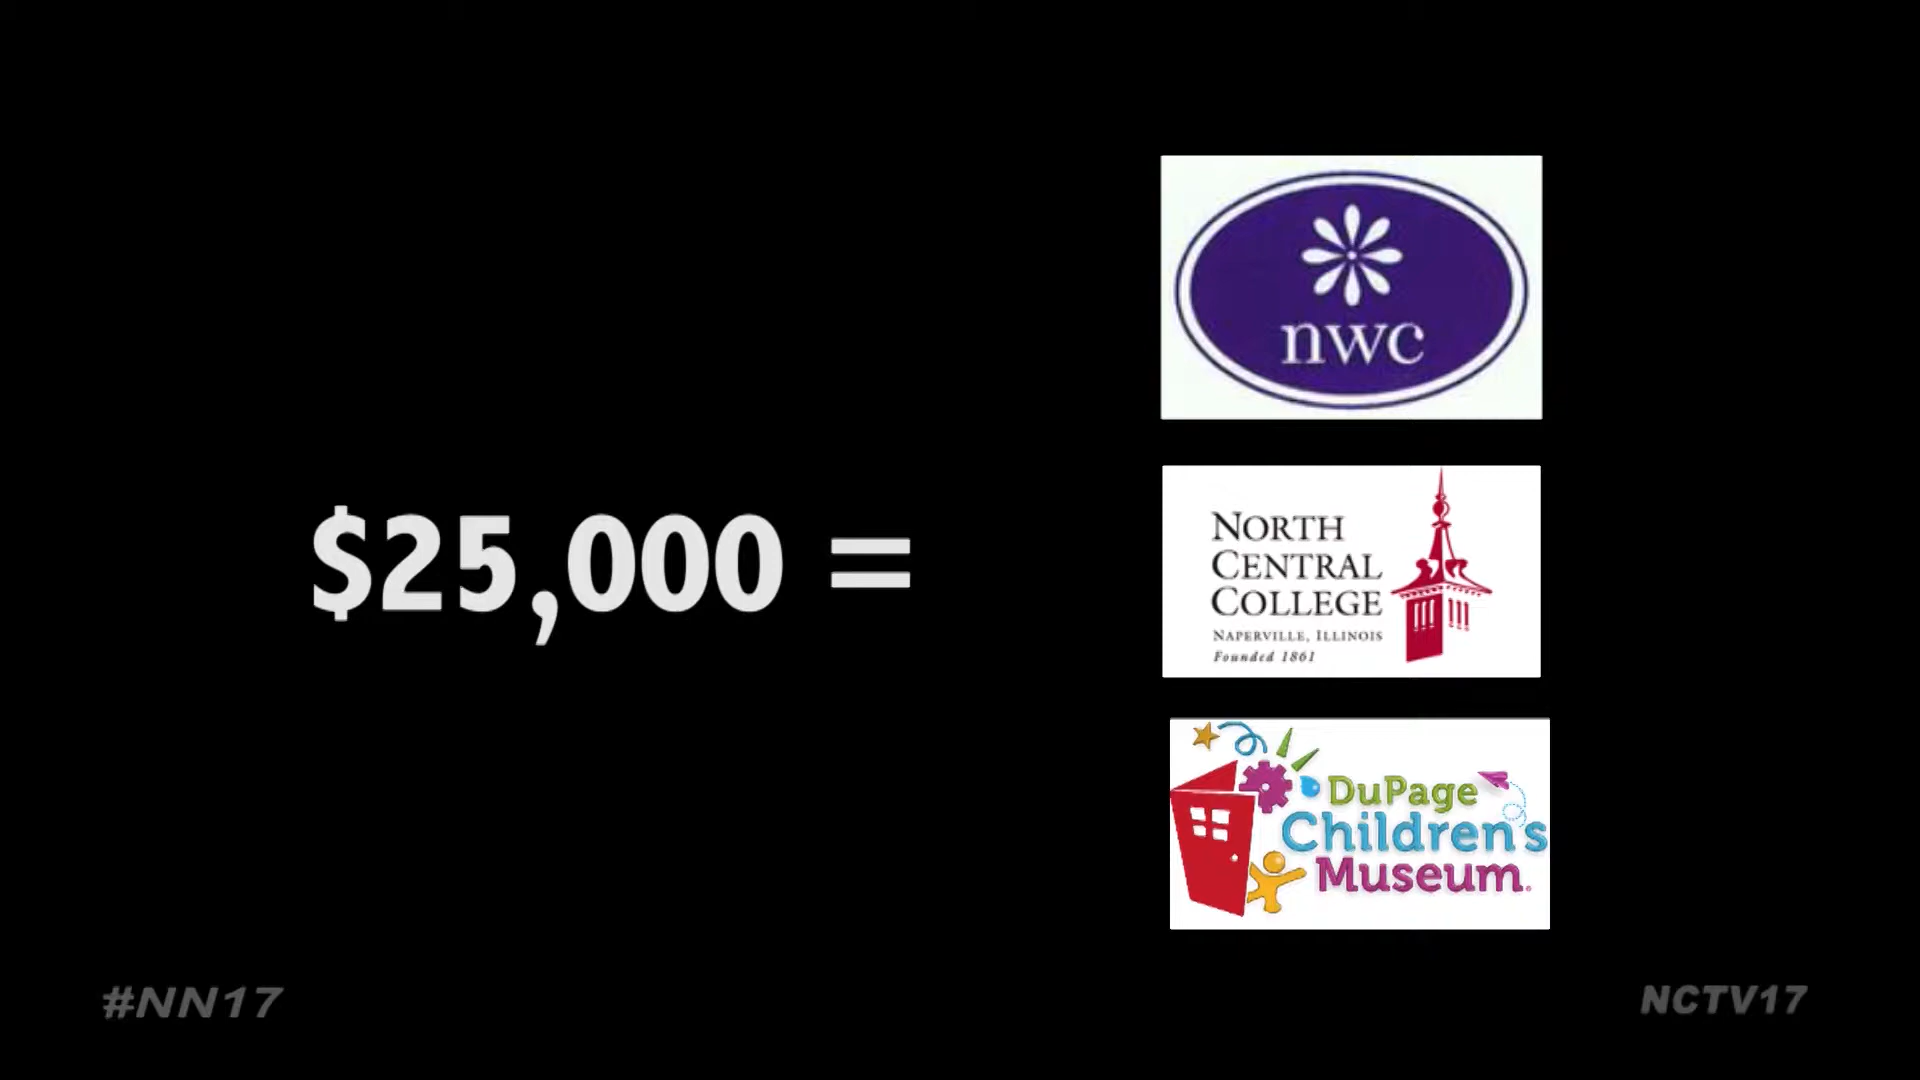 nwc
$25,000 =
NORTH
CENTRAL
COLLEGE
NAPERVILLE, ILLINOIS
Founded 1861
DuPage
Children's
Museum.
#NN17
NCTV17